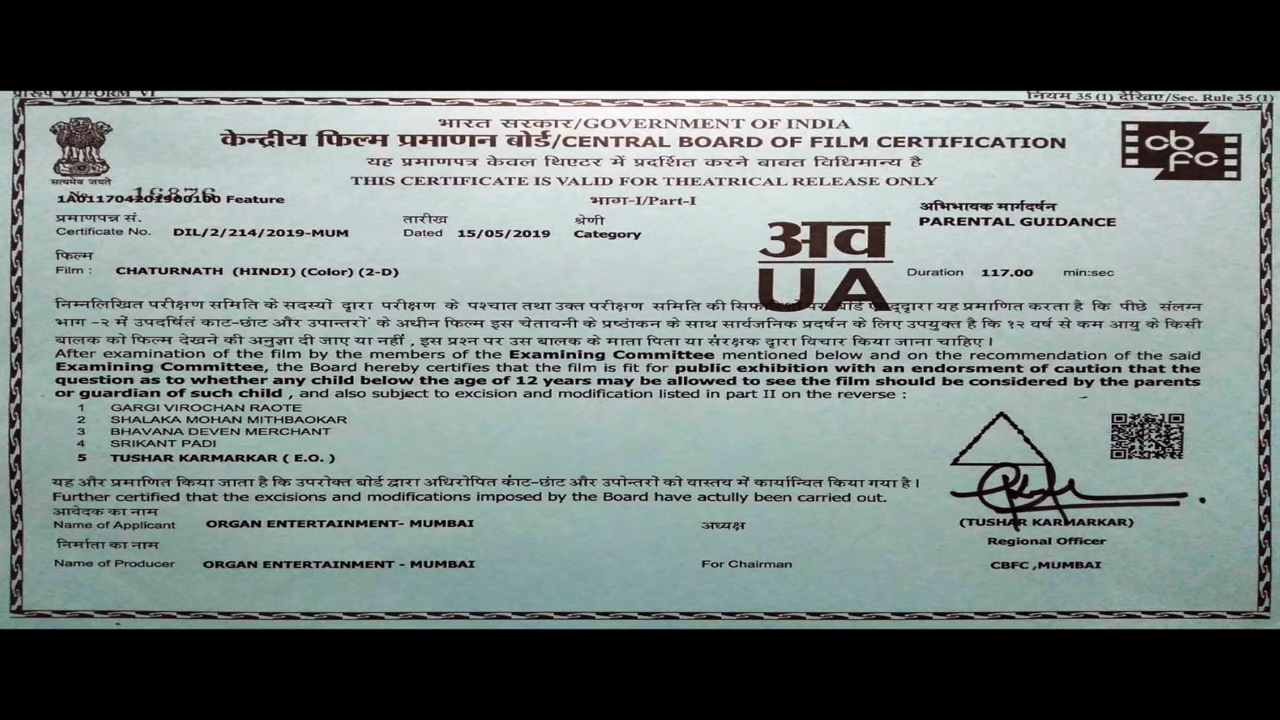 प्रारूप VI/FORM VI
नियम 35 (1) देखिए/Sec. Rule 35 (1)
भारत सरकार/GOVERNMENT OF INDIA
केन्द्रीय फिल्म प्रमाणन बोर्ड/CENTRAL BOARD OF FILM CERTIFICATION
cb
fc
यह प्रमाणपत्र केवल थिएटर में प्रदर्शित करने बाबत विधिमान्य है
सत्यमेव जयते
THIS CERTIFICATE IS VALID FOR THEATRICAL RELEASE ONLY
No. 16876
1A011704201900100 Feature
भाग-I/Part-I
अभिभावक मार्गदर्शन
PARENTAL GUIDANCE
प्रमाणपत्र सं. तारीख श्रेणी
Certificate No. DIL/2/214/2019-MUM Dated 15/05/2019 Category
अव
UA
फिल्म
Film : CHATURNATH (HINDI) (Color) (2-D)
Duration 117.00 min:sec
निम्नलिखित परीक्षण समिति के सदस्यों द्वारा परीक्षण के पश्चात तथा उक्त परीक्षण समिति की यह प्रमाणित करता है कि पीछे संलग्न
भाग -२ में उपदर्षित काट-छांट और उपान्तरों के अधीन फिल्म इस चेतावनी के प्रष्ठांकन के साथ सार्वजनिक प्रदर्षन के लिए उपयुक्त है कि १२ वर्ष से कम आयु के किसी
बालक को फिल्म देखने की अनुज्ञा दी जाए या नहीं , इस प्रश्न पर उस बालक के माता पिता या संरक्षक द्वारा विचार किया जाना चाहिए।
After examination of the film by the members of the Examining Committee mentioned below and on the recommendation of the said
Examining Committee, the Board hereby certifies that the film is fit for public exhibition with an endorsment of caution that the
question as to whether any child below the age of 12 years may be allowed to see the film should be considered by the parents
or guardian of such child , and also subject to excision and modification listed in part II on the reverse :
1 GARGI VIROCHAN RAOTE
2 SHALAKA MOHAN MITHBAOKAR
3 BHAVANA DEVEN MERCHANT
4 SRIKANT PADI
5 TUSHAR KARMARKAR ( E.O. )
यह और प्रमाणित किया जाता है कि उपरोक्त बोर्ड द्वारा अधिरोपित कांट-छांट और उपांन्तरों को वास्तव में कार्यान्वित किया गया है।
Further certified that the excisions and modifications imposed by the Board have actully been carried out.
आवेदक का नाम
Name of Applicant ORGAN ENTERTAINMENT- MUMBAI
अध्यक्ष
(TUSHAR KARMARKAR)
Regional Officer
निर्माता का नाम
Name of Producer ORGAN ENTERTAINMENT - MUMBAI
For Chairman
CBFC ,MUMBAI